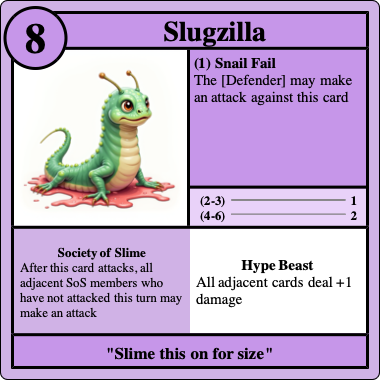 8
Slugzilla
(1) Snail Fail
The [Defender] may make
an attack against this card
(2-3) 1
(4-6) 2
Society of Slime
After this card attacks, all
adjacent SoS members who
have not attacked this turn may
make an attack
Hype Beast
All adjacent cards deal +1
damage
"Slime this on for size"